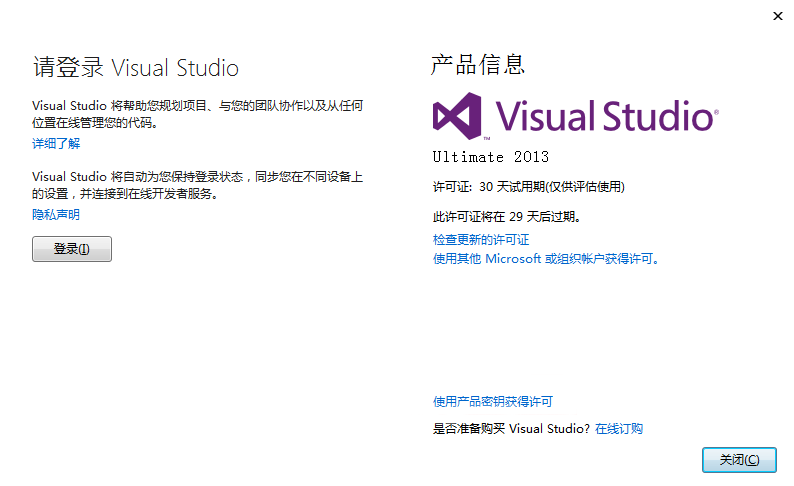 请登录 Visual Studio
Visual Studio 将帮助您规划项目、与您的团队协作以及从任何
位置在线管理您的代码。
详细了解
Visual Studio 将自动为您保持登录状态，同步您在不同设备上
的设置，并连接到在线开发者服务。
隐私声明
登录(I)
产品信息
Visual Studio®
™
Ultimate 2013
许可证: 30 天试用期(仅供评估使用)
此许可证将在 29 天后过期。
检查更新的许可证
使用其他 Microsoft 或组织帐户获得许可。
使用产品密钥获得许可
是否准备购买 Visual Studio? 在线订购
关闭(C)